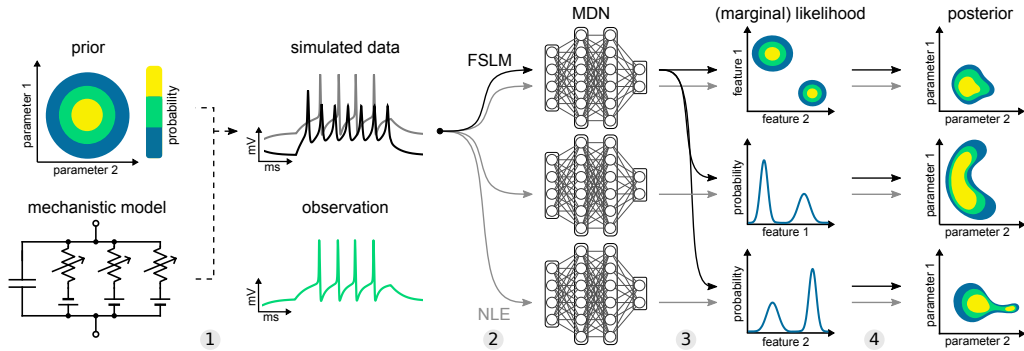 prior
parameter 1
parameter 2
probability
mechanistic model
1
simulated data
mV
ms
observation
mV
ms
FSLM
NLE
2
MDN
3
(marginal) likelihood
feature 1
feature 2
probability
feature 1
probability
feature 2
4
posterior
parameter 1
parameter 2
parameter 1
parameter 2
parameter 1
parameter 2